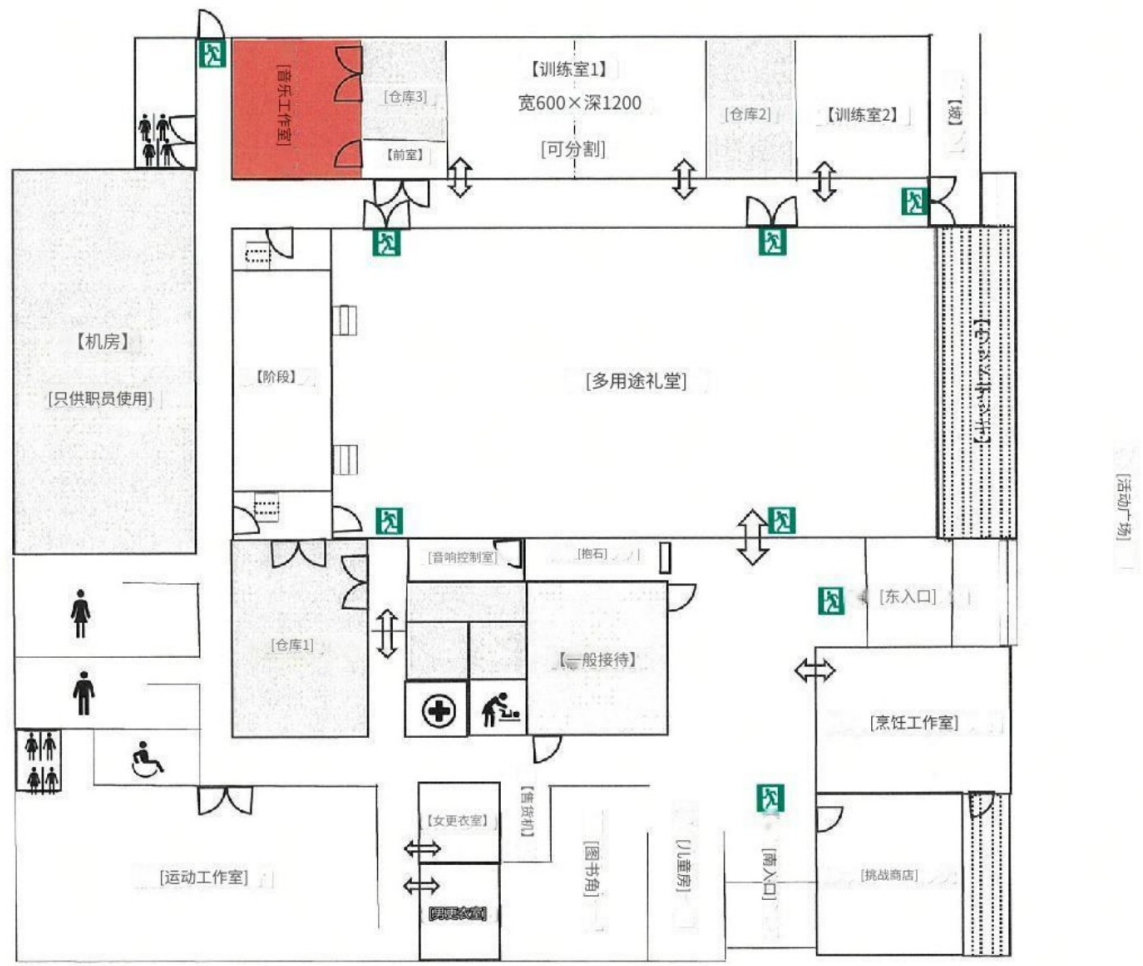 [音乐工作室]
[仓库3]
【前室】
【训练室1】
宽600×深1200
[可分割]
[仓库2]
【训练室2】
【坡】
【机房】
[只供职员使用]
【阶段】
[多用途礼堂]
[活动广场]
[音响控制室]
[抱石]
[东入口]
[仓库1]
【一般接待】
[烹饪工作室]
【女更衣室】
【售货机】
[男更衣室]
[运动工作室]
[图书角]
[儿童房]
[南入口]
[挑战商店]